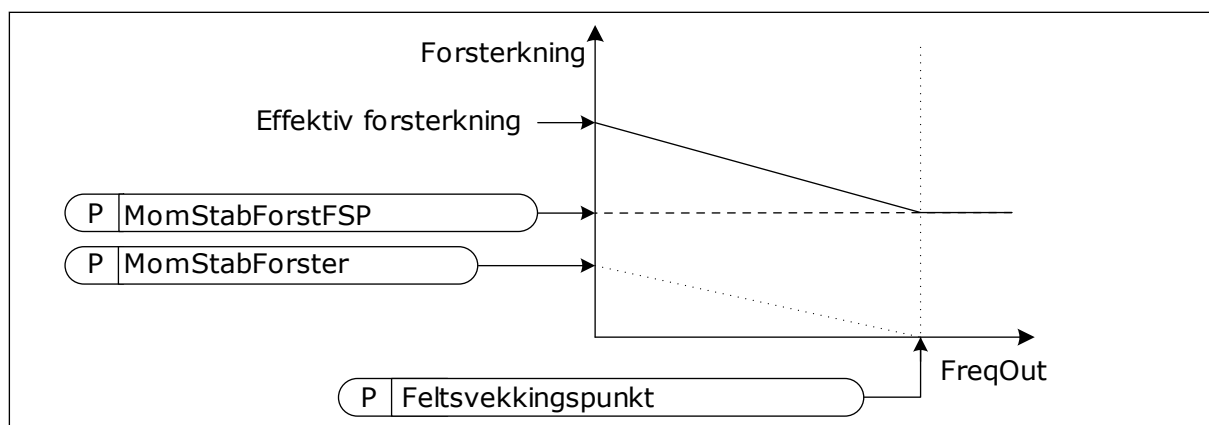 Forsterkning
Effektiv forsterkning
P MomStabForstFSP
P MomStabForster
FreqOut
P Feltsvekkingspunkt